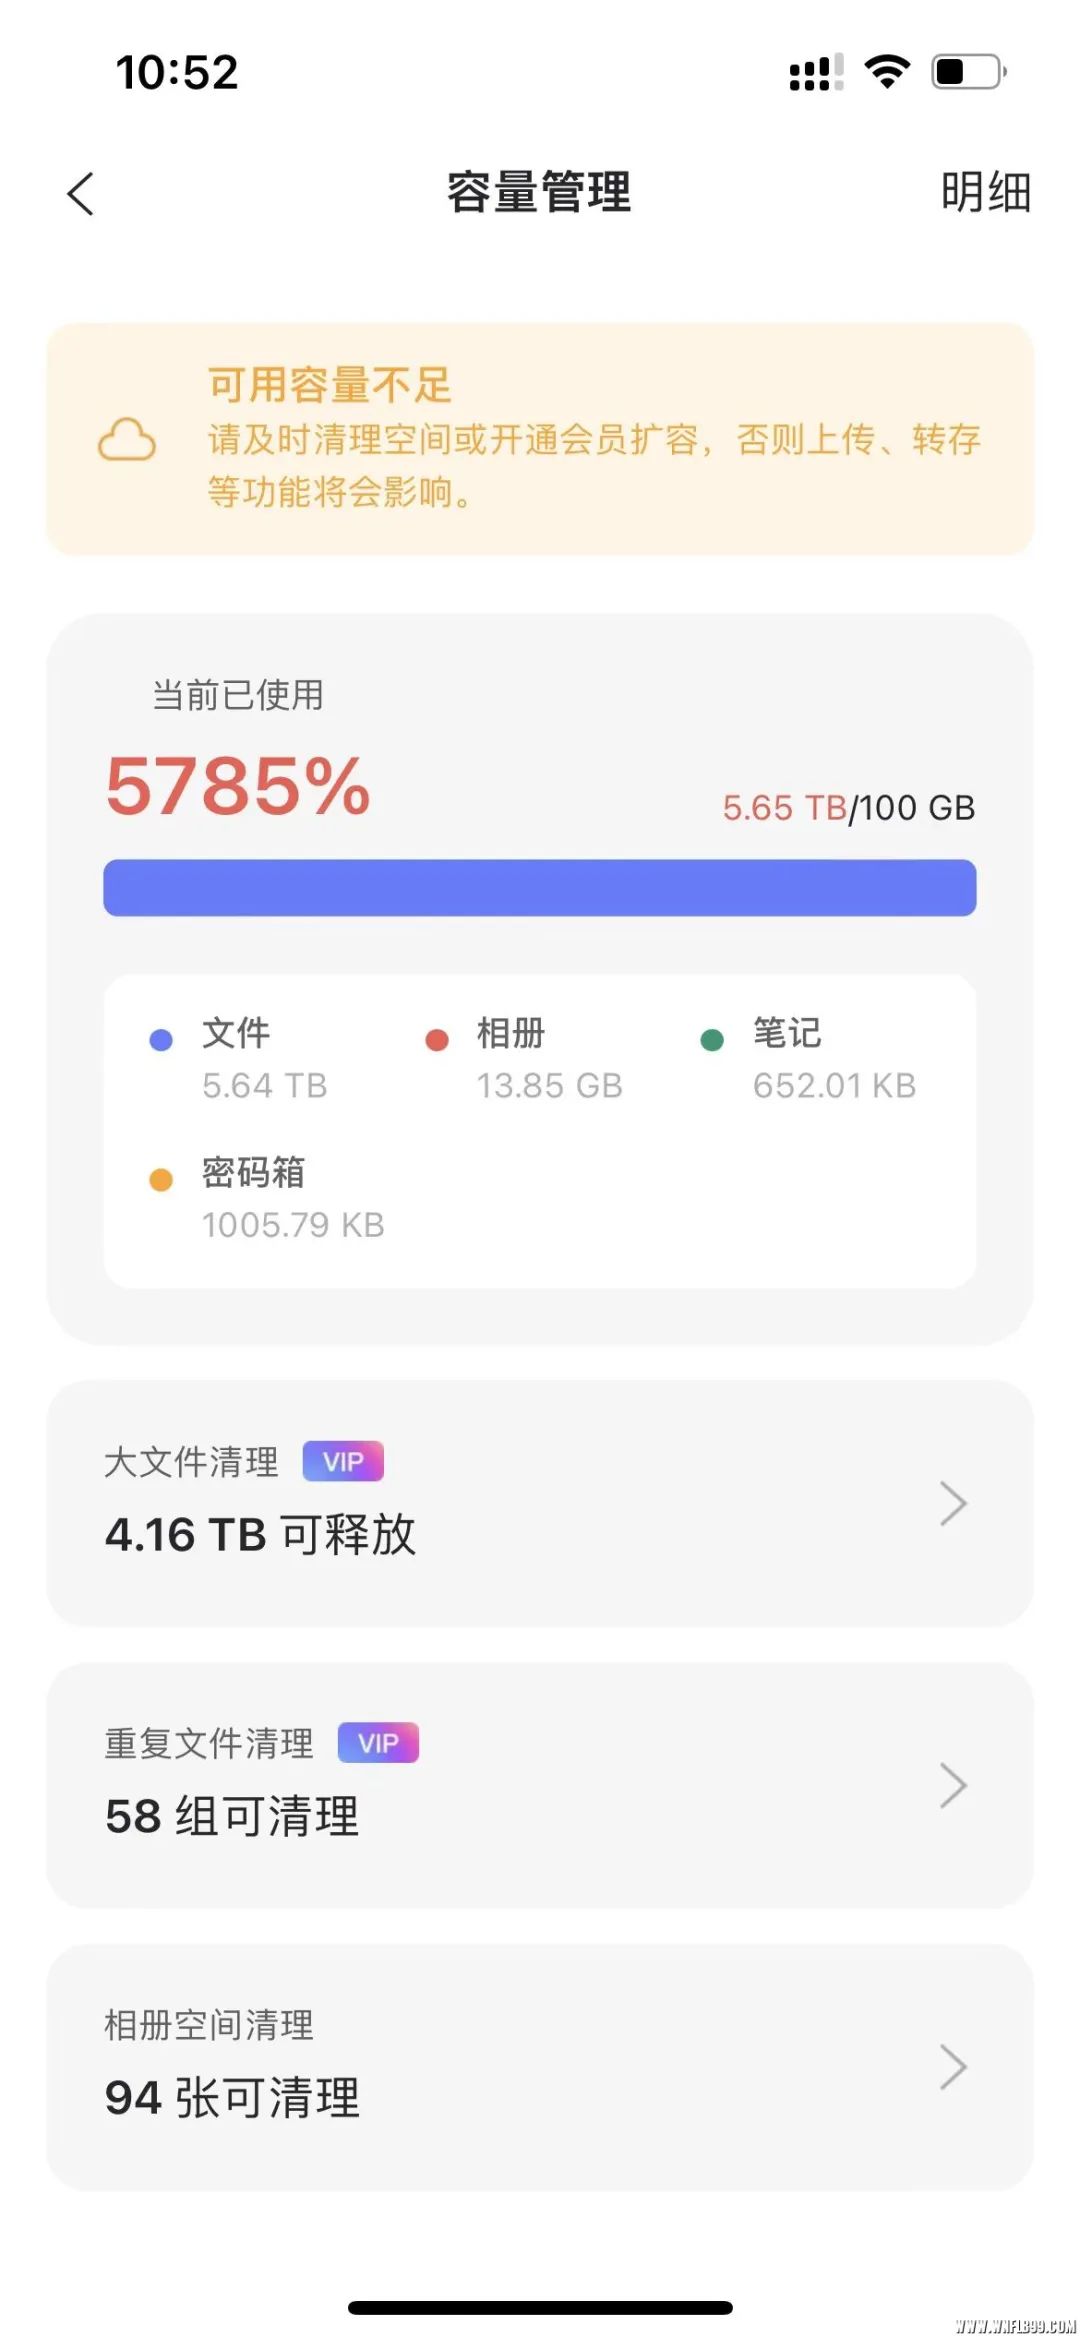 10:52
容量管理
明细
可用容量不足
请及时清理空间或开通会员扩容，否则上传、转存
等功能将会影响。
当前已使用
5785%
5.65 TB/100 GB
文件
相册
笔记
5.64 TB
13.85 GB
652.01 KB
密码箱
1005.79 KB
大文件清理 VIP
4.16 TB 可释放
重复文件清理 VIP
58 组可清理
相册空间清理
94 张可清理
WWW.WNFLB99.COM